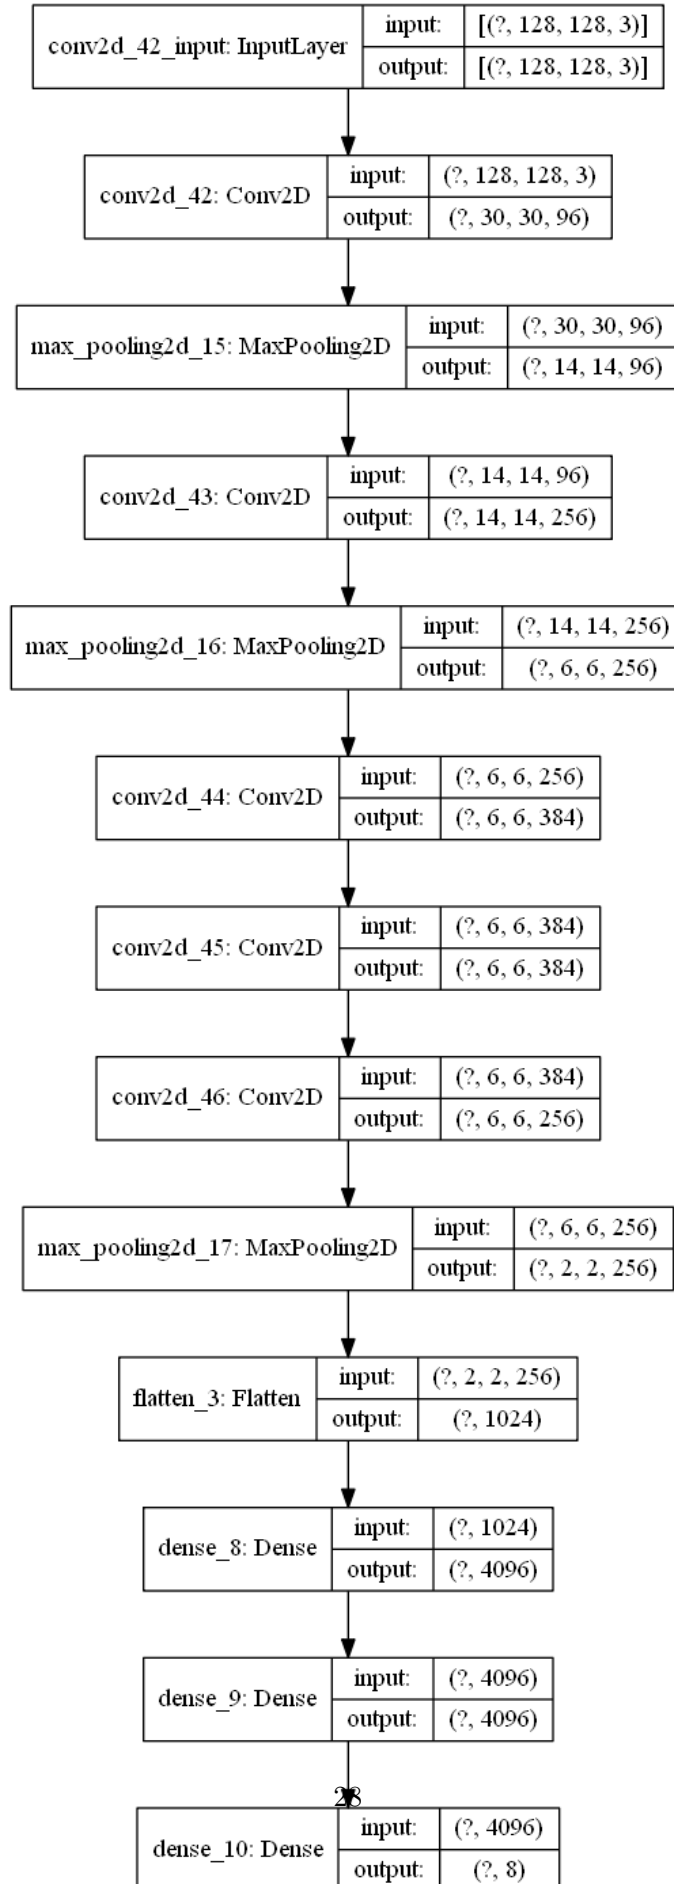 conv2d_42_input: InputLayer
input: [(?, 128, 128, 3)]
output: [(?, 128, 128, 3)]
conv2d_42: Conv2D
input: (?, 128, 128, 3)
output: (?, 30, 30, 96)
max_pooling2d_15: MaxPooling2D
input: (?, 30, 30, 96)
output: (?, 14, 14, 96)
conv2d_43: Conv2D
input: (?, 14, 14, 96)
output: (?, 14, 14, 256)
max_pooling2d_16: MaxPooling2D
input: (?, 14, 14, 256)
output: (?, 6, 6, 256)
conv2d_44: Conv2D
input: (?, 6, 6, 256)
output: (?, 6, 6, 384)
conv2d_45: Conv2D
input: (?, 6, 6, 384)
output: (?, 6, 6, 384)
conv2d_46: Conv2D
input: (?, 6, 6, 384)
output: (?, 6, 6, 256)
max_pooling2d_17: MaxPooling2D
input: (?, 6, 6, 256)
output: (?, 2, 2, 256)
flatten_3: Flatten
input: (?, 2, 2, 256)
output: (?, 1024)
dense_8: Dense
input: (?, 1024)
output: (?, 4096)
dense_9: Dense
input: (?, 4096)
output: (?, 4096)
28
dense_10: Dense
input: (?, 4096)
output: (?, 8)